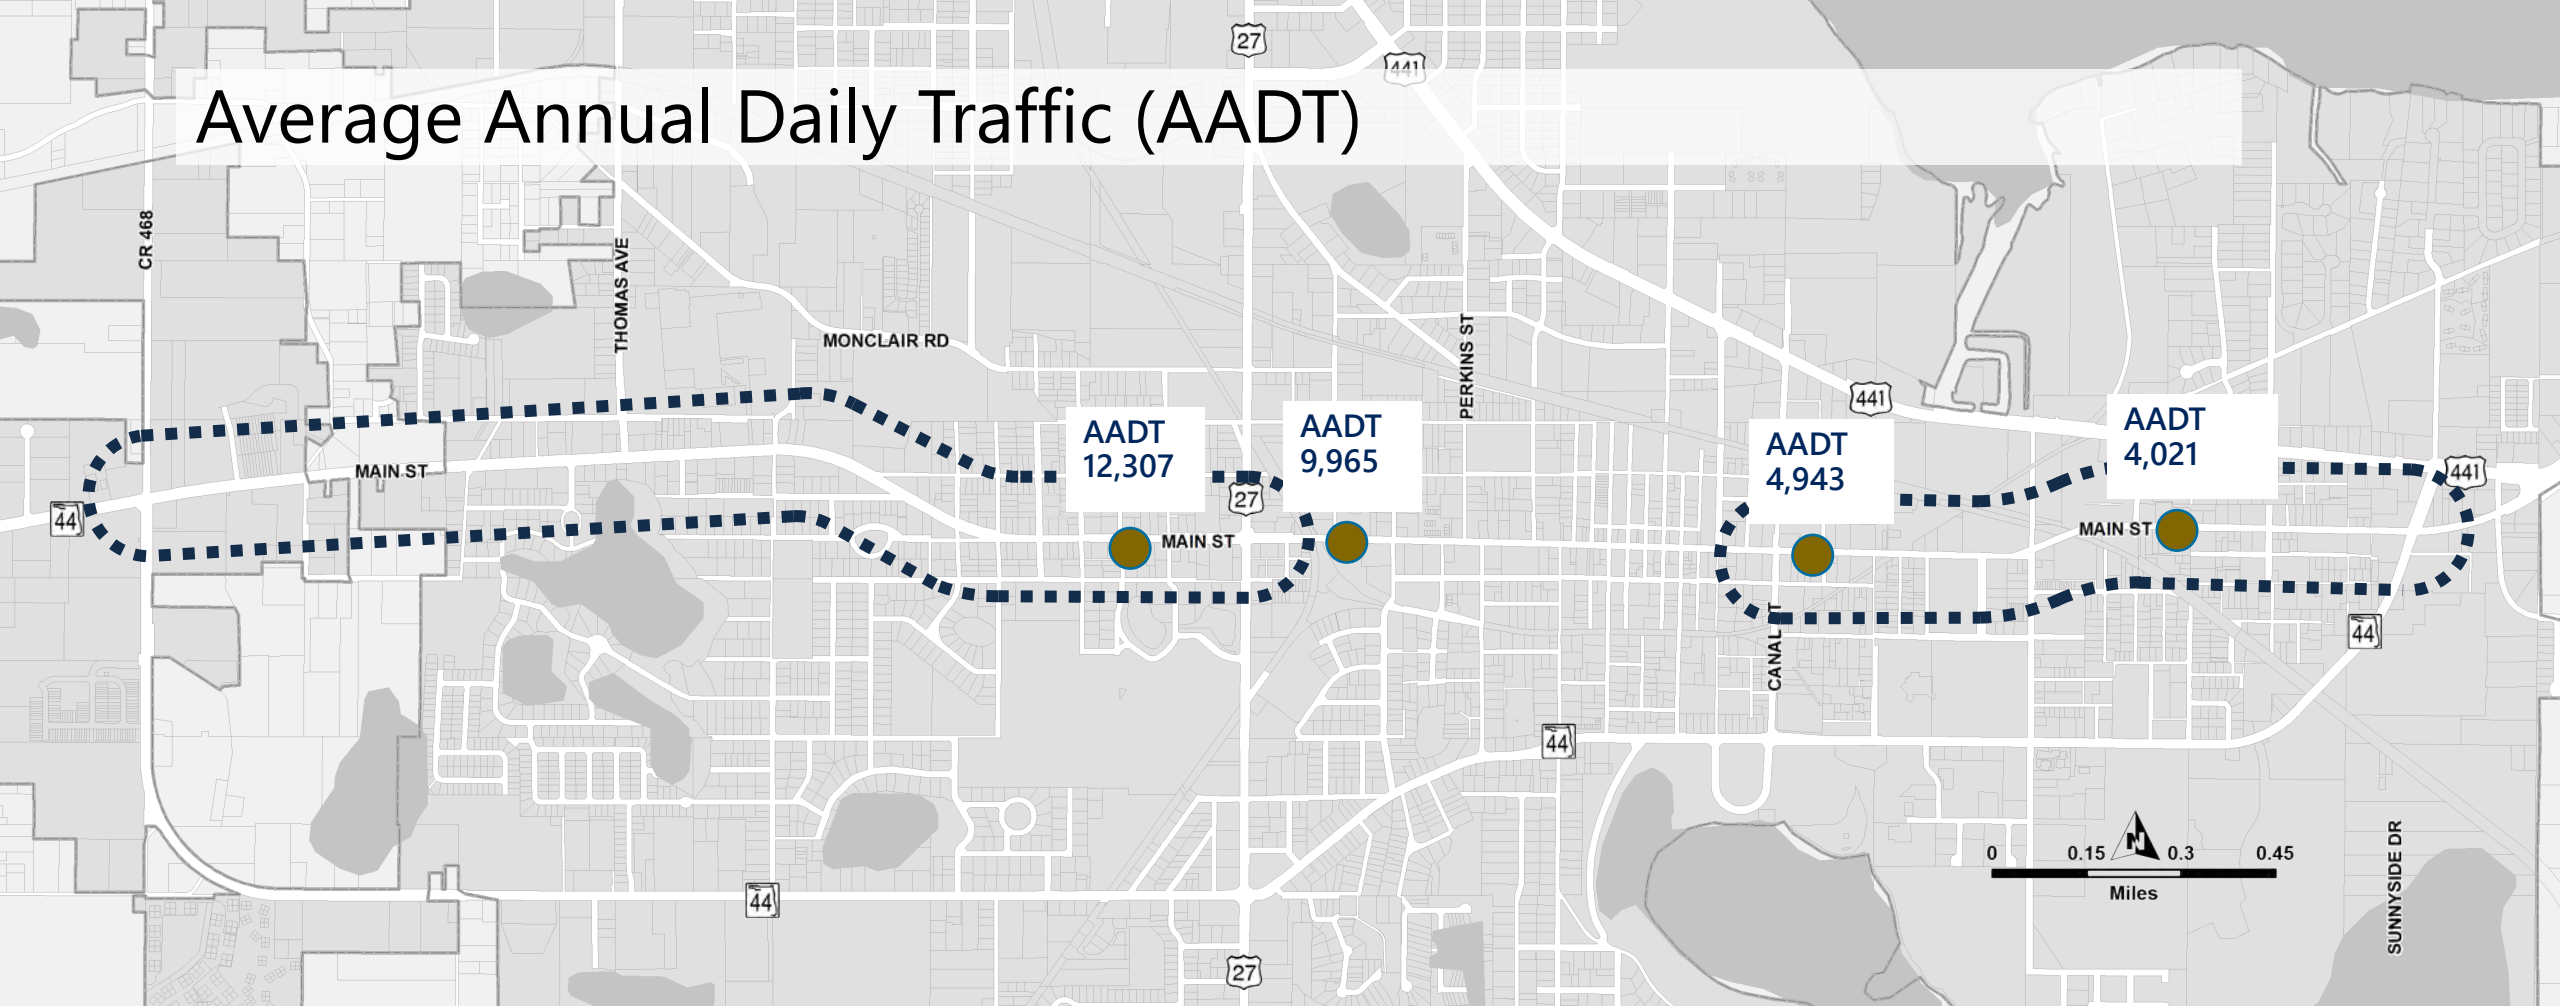 27
441
Average Annual Daily Traffic (AADT)
CR 468
THOMAS AVE
MONCLAIR RD
PERKINS ST
441
AADT
12,307
AADT
9,965
AADT
4,943
AADT
4,021
MAIN ST
441
27
44
MAIN ST
MAIN ST
44
CANAL T
44
44
27
0 0.15 N 0.3 0.45
Miles
SUNNYSIDE DR